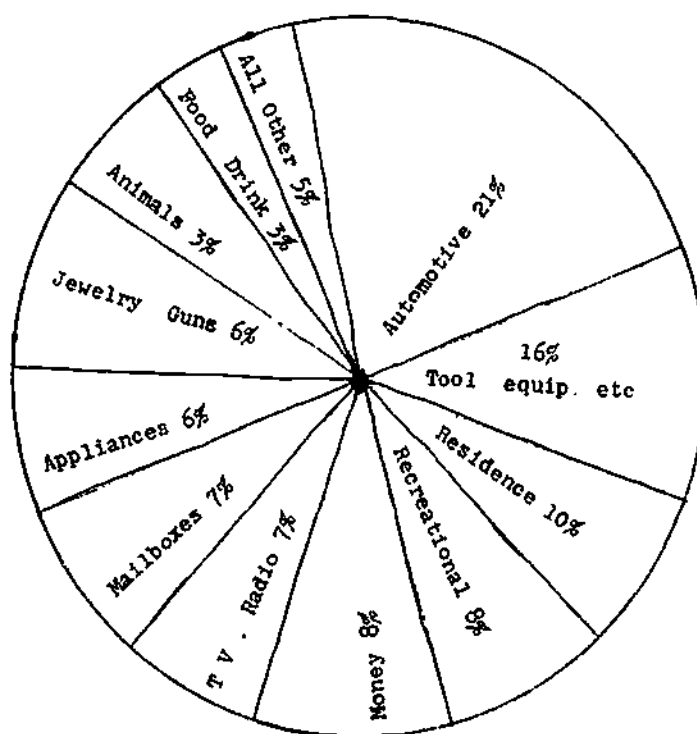 All Other 5%
Automotive 21%
16%
Tool equip. etc
Residence 10%
Recreational 8%
Money 8%
T V . Radio 7%
Mailboxes 7%
Appliances 6%
Jewelry Guns 6%
Animals 3%
Food Drink 3%